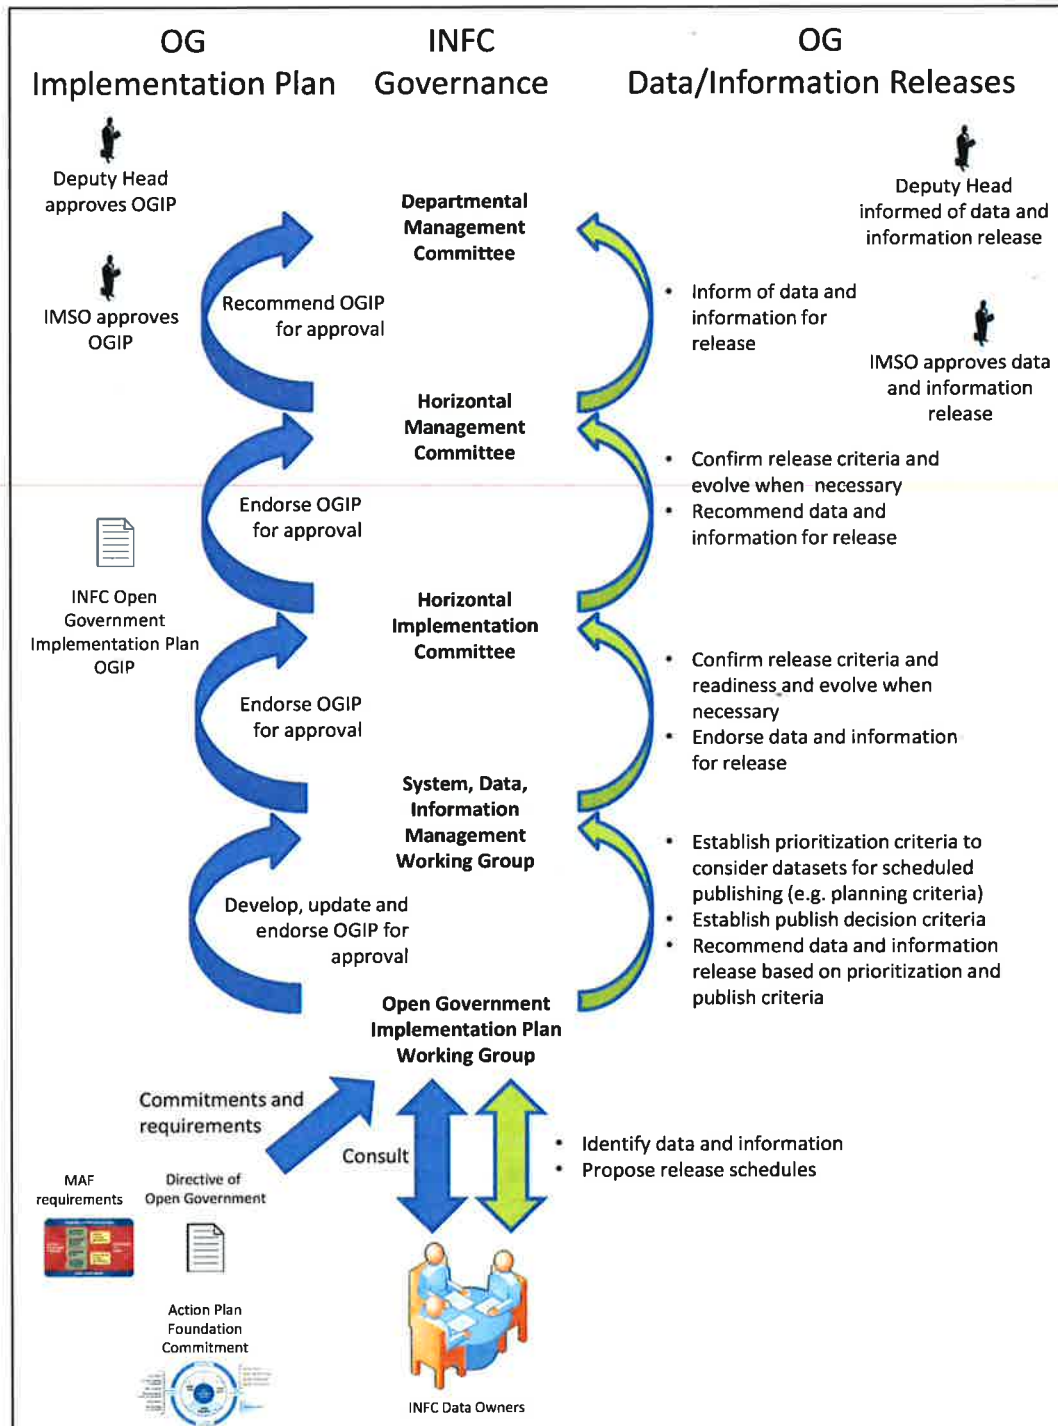 OG
Implementation Plan
INFC
Governance
OG
Data/Information Releases
Deputy Head
approves OGIP
IMSO approves
OGIP
INFC Open
Government
Implementation Plan
OGIP
Recommend OGIP
for approval
Endorse OGIP
for approval
Endorse OGIP
for approval
Develop, update and
endorse OGIP for
approval
Departmental
Management
Committee
Horizontal
Management
Committee
Horizontal
Implementation
Committee
System, Data,
Information
Management
Working Group
Open Government
Implementation Plan
Working Group
Deputy Head
informed of data and
information release
• Inform of data and
information for
release
IMSO approves data
and information
release
• Confirm release criteria and
evolve when necessary
• Recommend data and
information for release
• Confirm release criteria and
readiness and evolve when
necessary
• Endorse data and information
for release
• Establish prioritization criteria to
consider datasets for scheduled
publishing (e.g. planning criteria)
• Establish publish decision criteria
• Recommend data and information
release based on prioritization and
publish criteria
Commitments and
requirements
Consult
• Identify data and information
• Propose release schedules
MAF
requirements
Directive of
Open Government
Action Plan
Foundation
Commitment
INFC Data Owners